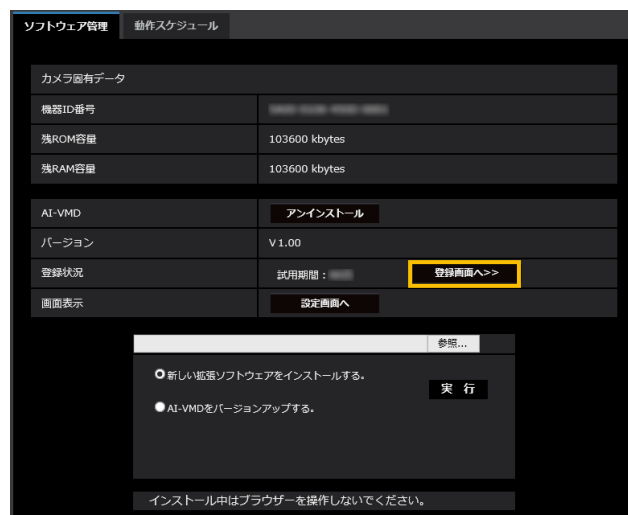 ソフトウェア管理 動作スケジュール
カメラ固有データ
機器ID番号
残ROM容量 103600 kbytes
残RAM容量 103600 kbytes
AI-VMD アンインストール
バージョン V1.00
登録状況 試用期間： 登録画面へ>>
画面表示 設定画面へ
参照...
新しい拡張ソフトウェアをインストールする。
実 行
AI-VMDをバージョンアップする。
インストール中はブラウザーを操作しないでください。